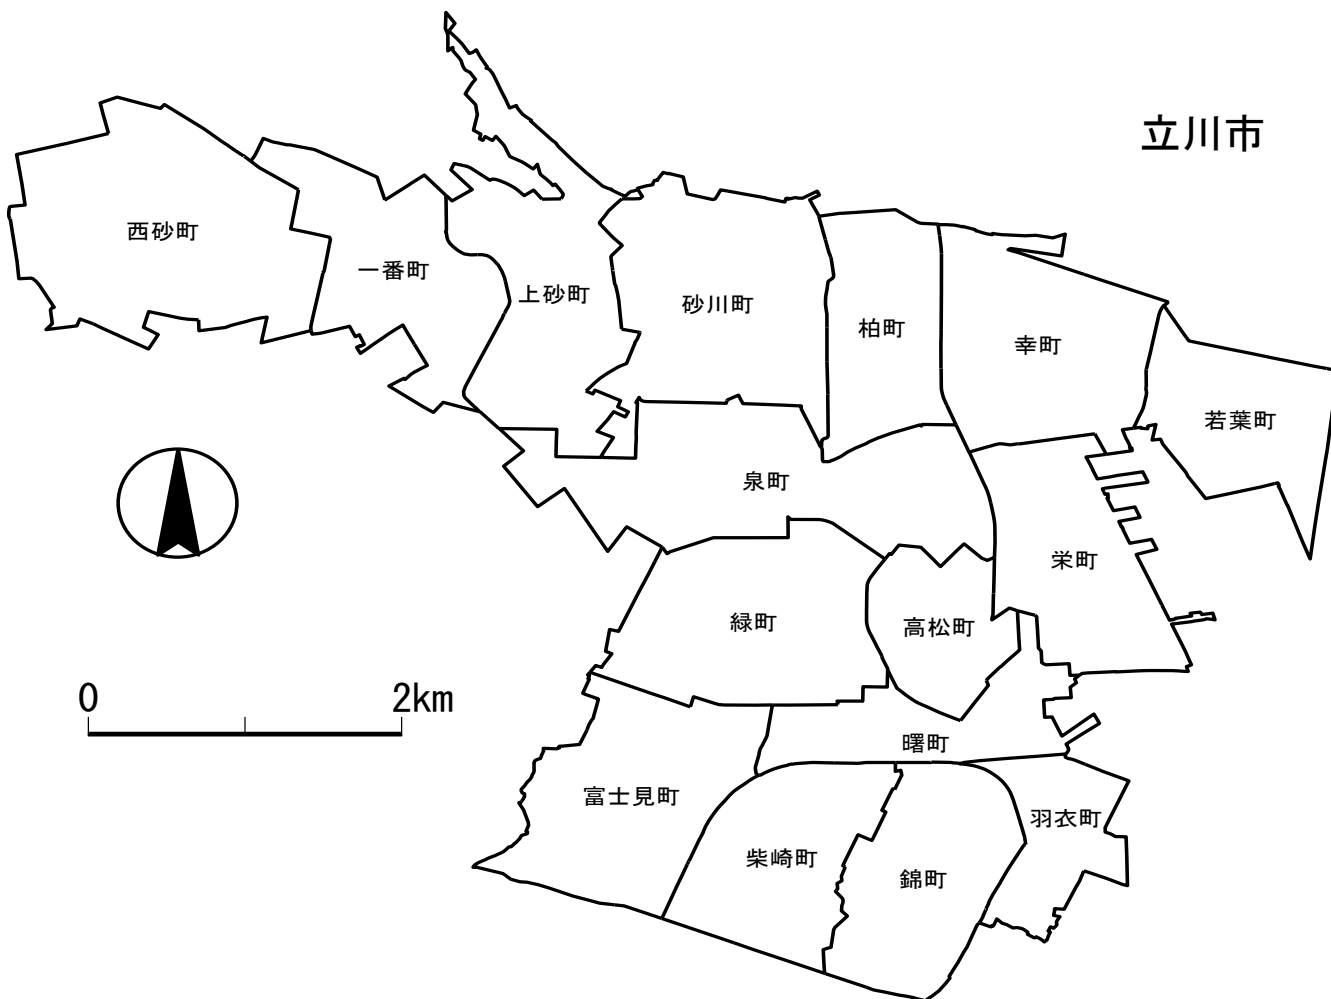 立川市
西砂町
一番町
上砂町
砂川町
柏町
幸町
若葉町
泉町
栄町
緑町
高松町
0 2km
曙町
富士見町
羽衣町
柴崎町
錦町